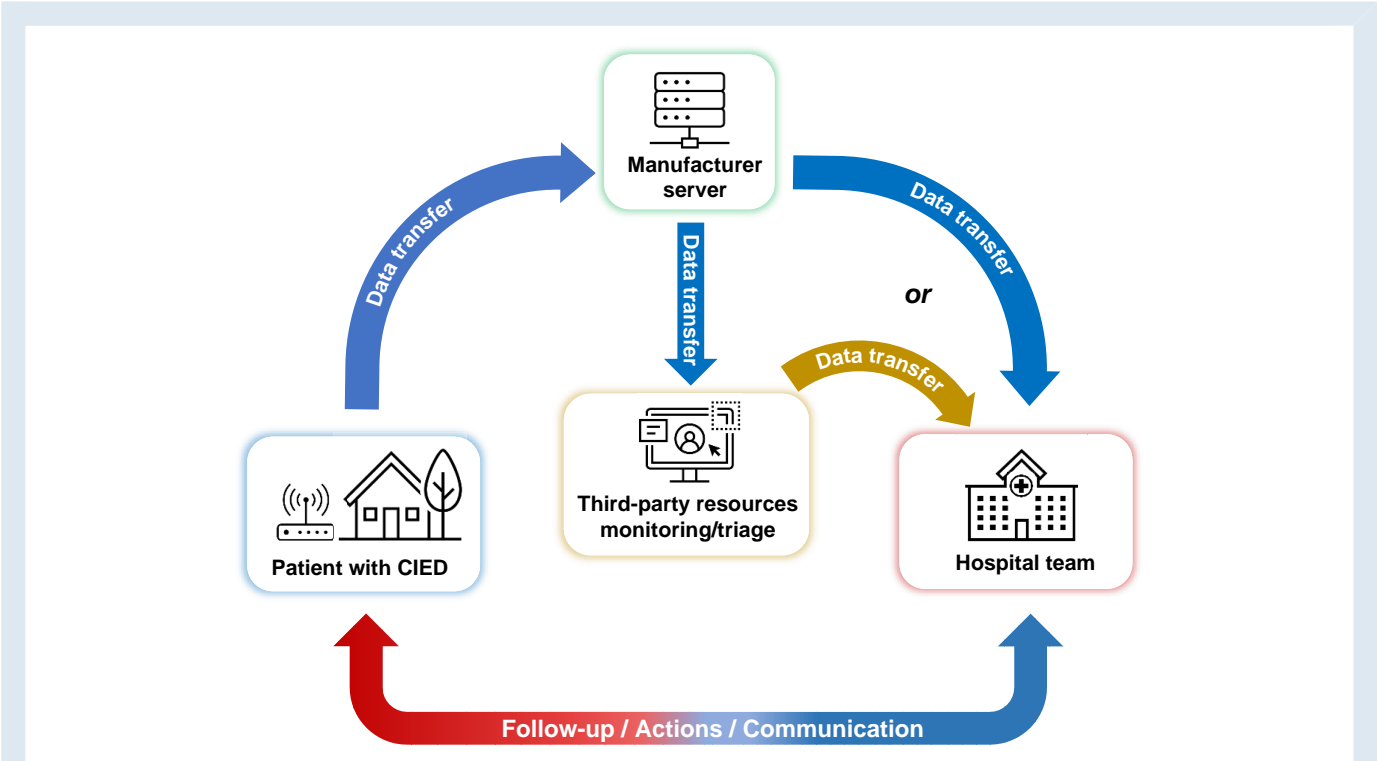 Manufacturer
server
Data transfer
Data transfer
Data transfer
or
Data transfer
Third-party resources
monitoring/triage
Patient with CIED
Hospital team
Follow-up / Actions / Communication